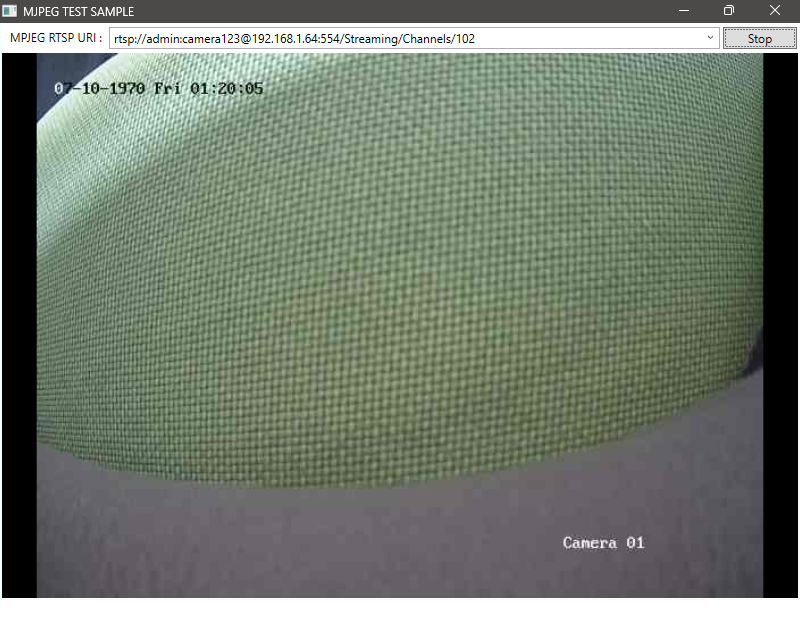 MJPEG TEST SAMPLE
MPJEG RTSP URI : rtsp://admin:camera123@192.168.1.64:554/Streaming/Channels/102 Stop
07-10-1970 Fri 01:20:05
Camera 01